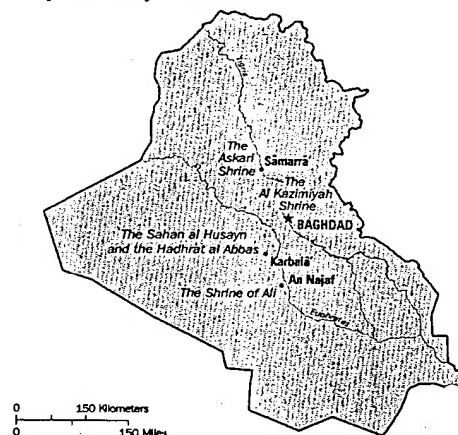 Tigris
The
Askari
Shrine
Samarra
The
Al Kazimiyah
Shrine
BAGHDAD
The Sahan al Husayn
and the Hadhrat al Abbas
Karbala'
An Najaf
The Shrine of Ali
Euphrates
0 150 Kilometers
0 150 Miles